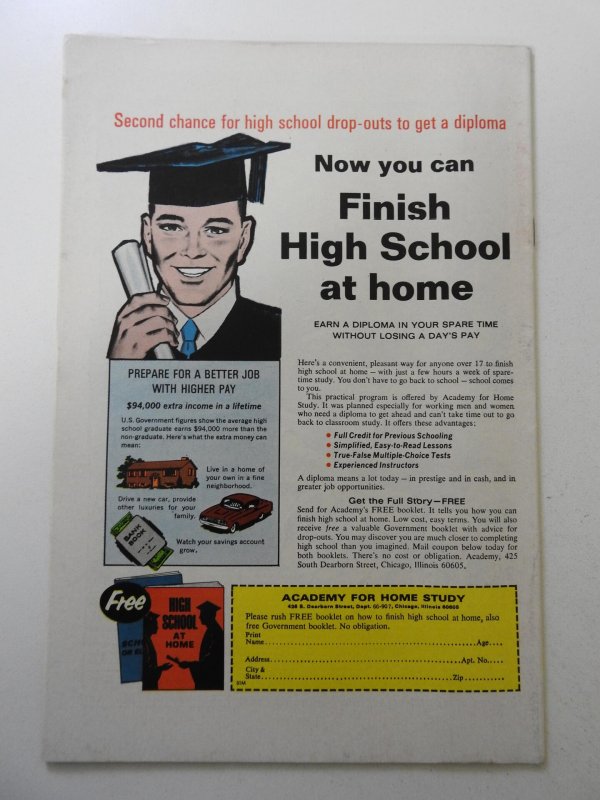 Second chance for high school drop-outs to get a diploma
Now you can
Finish
High School
at home
EARN A DIPLOMA IN YOUR SPARE TIME
WITHOUT LOSING A DAY'S PAY
PREPARE FOR A BETTER JOB
WITH HIGHER PAY
$94,000 extra income in a lifetime
U.S. Government figures show the average high
school graduate earns $94,000 more than the
non-graduate. Here's what the extra money can
mean:
Live in a home of
your own in a fine
neighborhood.
Drive a new car, provide
other luxuries for your
family.
BANK
BOOK
Watch your savings account
grow.
Here's a convenient, pleasant way for anyone over 17 to finish
high school at home — with just a few hours a week of spare-
time study. You don't have to go back to school — school comes
to you.
This practical program is offered by Academy for Home
Study. It was planned especially for working men and women
who need a diploma to get ahead and can't take time out to go
back to classroom study. It offers these advantages:
• Full Credit for Previous Schooling
• Simplified, Easy-to-Read Lessons
• True-False Multiple-Choice Tests
• Experienced Instructors
A diploma means a lot today — in prestige and in cash, and in
greater job opportunities.
Get the Full Story—FREE
Send for Academy's FREE booklet. It tells you how you can
finish high school at home. Low cost, easy terms. You will also
receive free a valuable Government booklet with advice for
drop-outs. You may discover you are much closer to completing
high school than you imagined. Mail coupon below today for
both booklets. There's no cost or obligation. Academy, 425
South Dearborn Street, Chicago, Illinois 60605.
Free
HIGH
SCHOOL
AT
HOME
SCHO
OR EL
ACADEMY FOR HOME STUDY
425 S. Dearborn Street, Dept. 60-907, Chicago, Illinois 60605
Please rush FREE booklet on how to finish high school at home, also
free Government booklet. No obligation.
Print
Name Age
Address Apt. No.
City &
State Zip